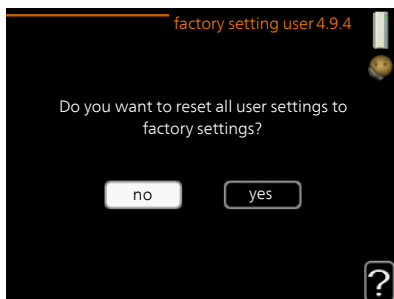 factory setting user 4.9.4
Do you want to reset all user settings to
factory settings?
no
yes
?